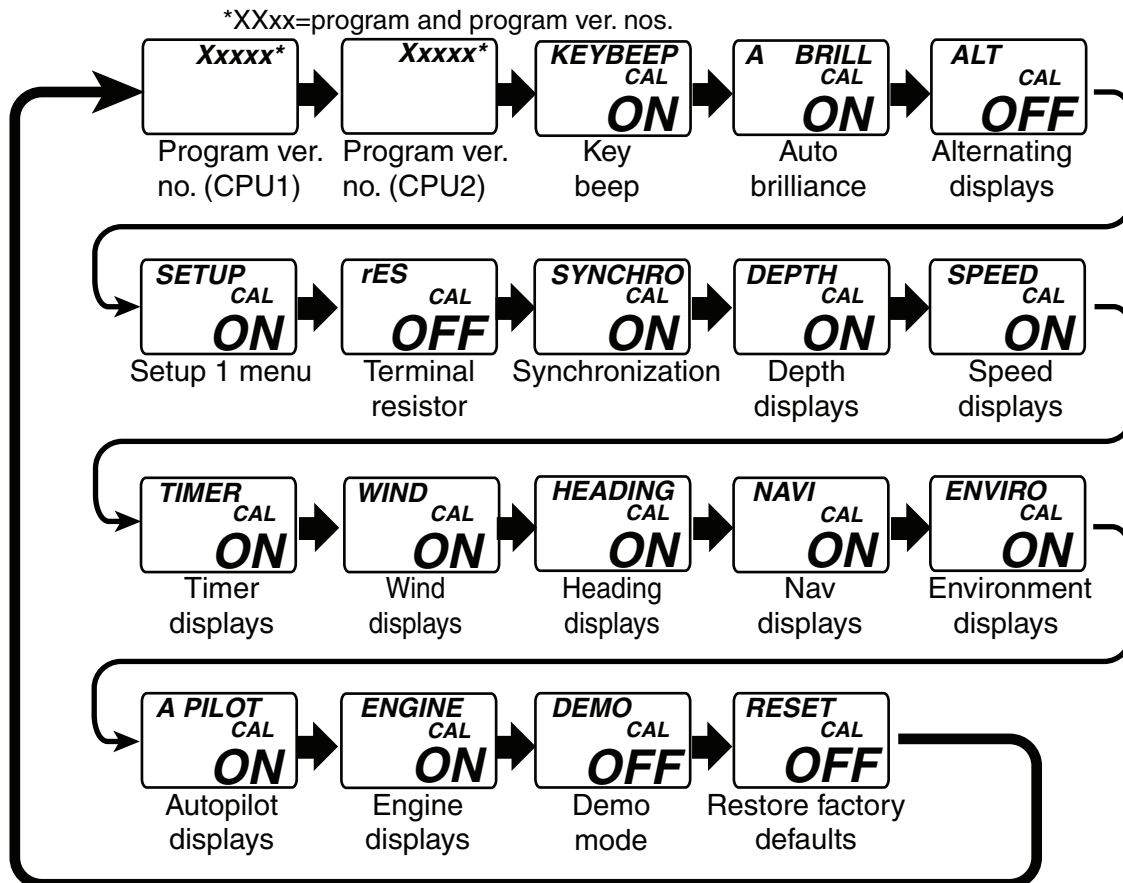 *XXxx=program and program ver. nos.
Xxxxx*
Program ver.
no. (CPU1)
Xxxxx*
Program ver.
no. (CPU2)
KEYBEEP
CAL
ON
Key
beep
A BRILL
CAL
ON
Auto
brilliance
ALT
CAL
OFF
Alternating
displays
SETUP
CAL
ON
Setup 1 menu
rES
CAL
OFF
Terminal
resistor
SYNCHRO
CAL
ON
Synchronization
DEPTH
CAL
ON
Depth
displays
SPEED
CAL
ON
Speed
displays
TIMER
CAL
ON
Timer
displays
WIND
CAL
ON
Wind
displays
HEADING
CAL
ON
Heading
displays
NAVI
CAL
ON
Nav
displays
ENVIRO
CAL
ON
Environment
displays
A PILOT
CAL
ON
Autopilot
displays
ENGINE
CAL
ON
Engine
displays
DEMO
CAL
OFF
Demo
mode
RESET
CAL
OFF
Restore factory
defaults